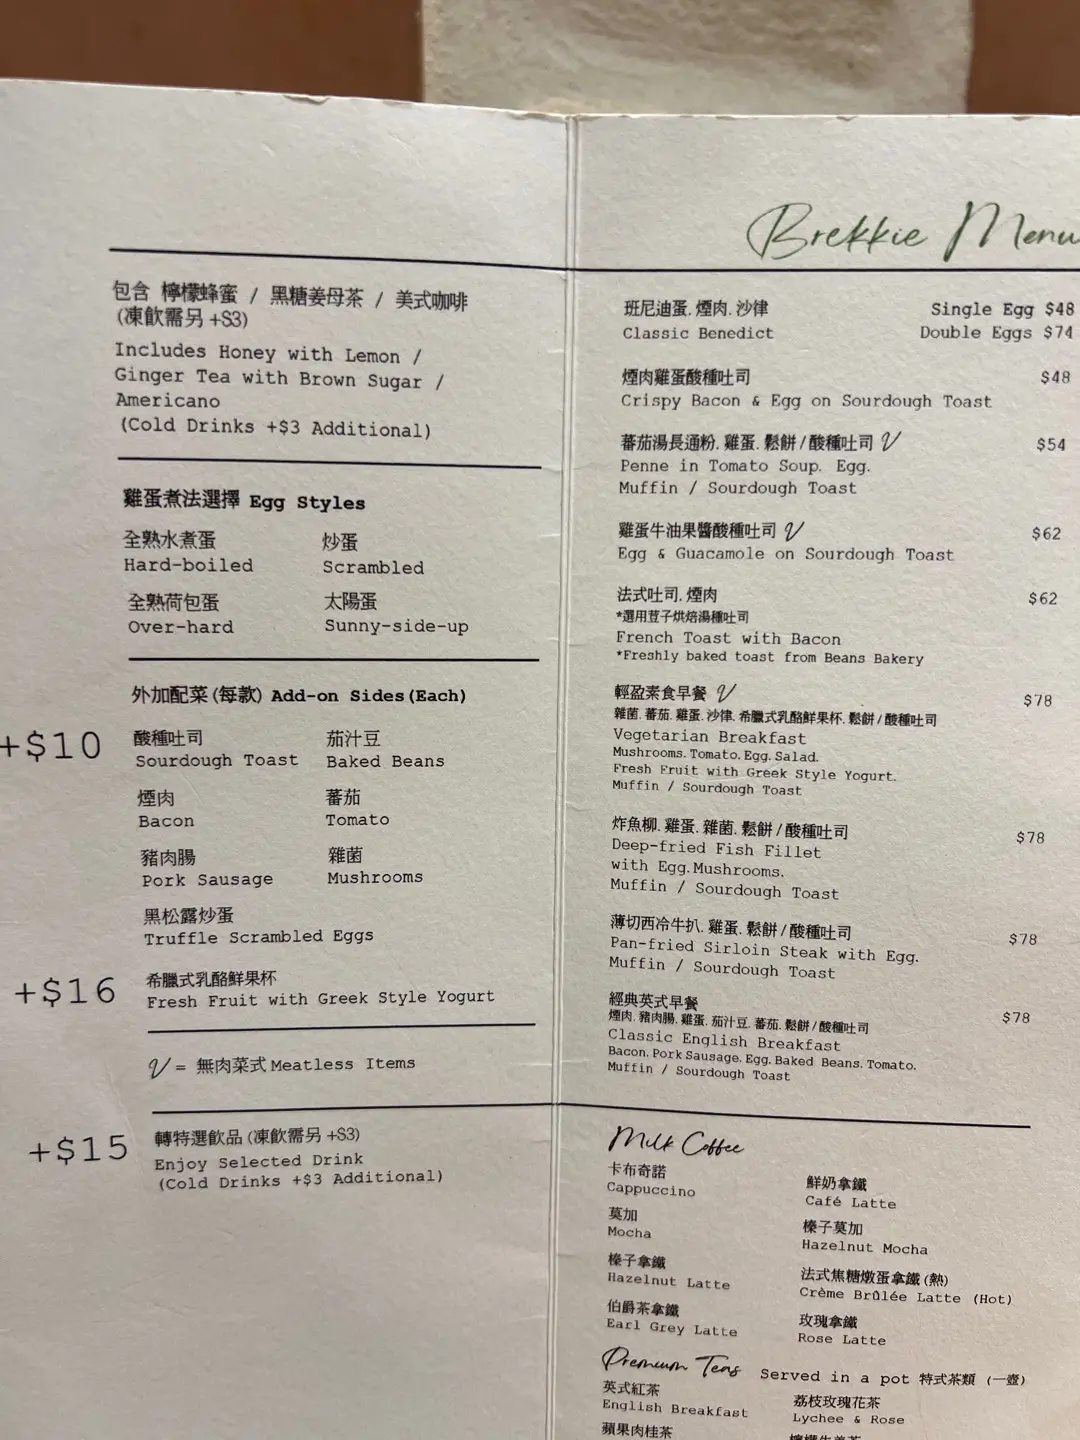 包含 檸檬蜂蜜 / 黑糖姜母茶 / 美式咖啡
(凍飲需另 +$3)
Includes Honey with Lemon /
Ginger Tea with Brown Sugar /
Americano
(Cold Drinks +$3 Additional)
雞蛋煮法選擇 Egg Styles
全熟水煮蛋
Hard-boiled
炒蛋
Scrambled
全熟荷包蛋
Over-hard
太陽蛋
Sunny-side-up
外加配菜 (每款) Add-on Sides(Each)
+$10
酸種吐司
Sourdough Toast
茄汁豆
Baked Beans
煙肉
Bacon
蕃茄
Tomato
豬肉腸
Pork Sausage
雜菌
Mushrooms
黑松露炒蛋
Truffle Scrambled Eggs
+$16
希臘式乳酪鮮果杯
Fresh Fruit with Greek Style Yogurt
V = 無肉菜式 Meatless Items
+$15
轉特選飲品 (凍飲需另 +$3)
Enjoy Selected Drink
(Cold Drinks +$3 Additional)
Brekkie Menu
班尼迪蛋. 煙肉. 沙律 Single Egg $48
Classic Benedict Double Eggs $74
煙肉雞蛋酸種吐司 $48
Crispy Bacon & Egg on Sourdough Toast
蕃茄湯長通粉. 雞蛋. 鬆餅 / 酸種吐司 V $54
Penne in Tomato Soup. Egg.
Muffin / Sourdough Toast
雞蛋牛油果醬酸種吐司 V $62
Egg & Guacamole on Sourdough Toast
法式吐司. 煙肉 $62
*選用荳子烘焙湯種吐司
French Toast with Bacon
*Freshly baked toast from Beans Bakery
輕盈素食早餐 V $78
雜菌. 蕃茄. 雞蛋. 沙律. 希臘式乳酪鮮果杯. 鬆餅 / 酸種吐司
Vegetarian Breakfast
Mushrooms. Tomato. Egg. Salad.
Fresh Fruit with Greek Style Yogurt.
Muffin / Sourdough Toast
炸魚柳. 雞蛋. 雜菌. 鬆餅 / 酸種吐司 $78
Deep-fried Fish Fillet
with Egg. Mushrooms.
Muffin / Sourdough Toast
薄切西冷牛扒. 雞蛋. 鬆餅 / 酸種吐司 $78
Pan-fried Sirloin Steak with Egg.
Muffin / Sourdough Toast
經典英式早餐 $78
煙肉. 豬肉腸. 雞蛋. 茄汁豆. 蕃茄. 鬆餅 / 酸種吐司
Classic English Breakfast
Bacon. Pork Sausage. Egg. Baked Beans. Tomato.
Muffin / Sourdough Toast
Milk Coffee
卡布奇諾
Cappuccino
鮮奶拿鐵
Café Latte
莫加
Mocha
榛子莫加
Hazelnut Mocha
榛子拿鐵
Hazelnut Latte
法式焦糖燉蛋拿鐵 (熱)
Crème Brûlée Latte (Hot)
伯爵茶拿鐵
Earl Grey Latte
玫瑰拿鐵
Rose Latte
Premium Teas Served in a pot 特式茶類 (一壺)
英式紅茶
English Breakfast
荔枝玫瑰花茶
Lychee & Rose
蘋果肉桂茶